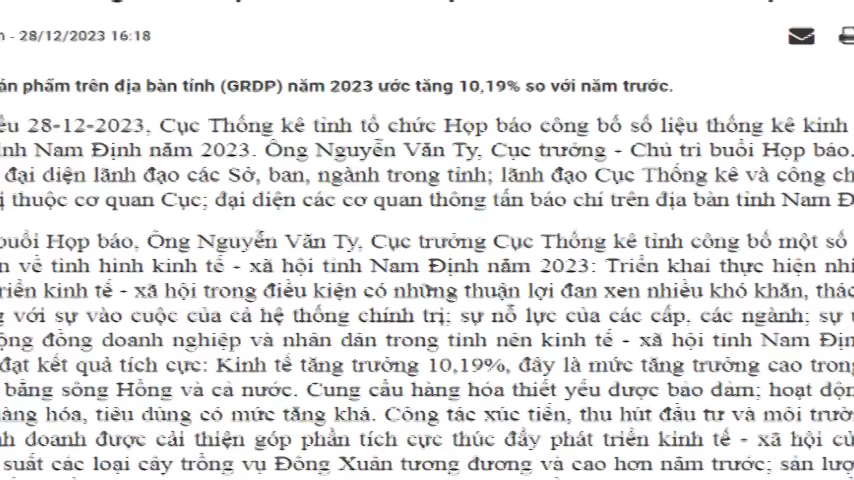 - 28/12/2023 16:18
ản phẩm trên địa bàn tỉnh (GRDP) năm 2023 ước tăng 10,19% so với năm trước.
28-12-2023, Cục Thống kê tỉnh tổ chức Họp báo công bố số liệu thống kê kinh
Nam Định năm 2023. Ông Nguyễn Văn Ty, Cục trưởng - Chủ trì buổi Họp báo.
đại diện lãnh đạo các Sở, ban, ngành trong tỉnh; lãnh đạo Cục Thống kê và công ch
thuộc cơ quan Cục; đại diện các cơ quan thông tấn báo chí trên địa bàn tỉnh Nam Đ
buổi Họp báo, Ông Nguyễn Văn Ty, Cục trưởng Cục Thống kê tỉnh công bố một số
về tình hình kinh tế - xã hội tỉnh Nam Định năm 2023: Triển khai thực hiện nhi
riển kinh tế - xã hội trong điều kiện có những thuận lợi đan xen nhiều khó khăn, thác
với sự vào cuộc của cả hệ thống chính trị; sự nỗ lực của các cấp, các ngành; sự
ộng đồng doanh nghiệp và nhân dân trong tỉnh nên kinh tế - xã hội tỉnh Nam Địn
đạt kết quả tích cực: Kinh tế tăng trưởng 10,19%, đây là mức tăng trưởng cao trong
bằng sông Hồng và cả nước. Cung cầu hàng hóa thiết yếu được bảo đảm; hoạt độn
hàng hóa, tiêu dùng có mức tăng khá. Công tác xúc tiến, thu hút đầu tư và môi trườ
nh doanh được cải thiện góp phần tích cực thúc đẩy phát triển kinh tế - xã hội củ
suất các loại cây trồng vụ Đông Xuân tương đương và cao hơn năm trước; sản lượ